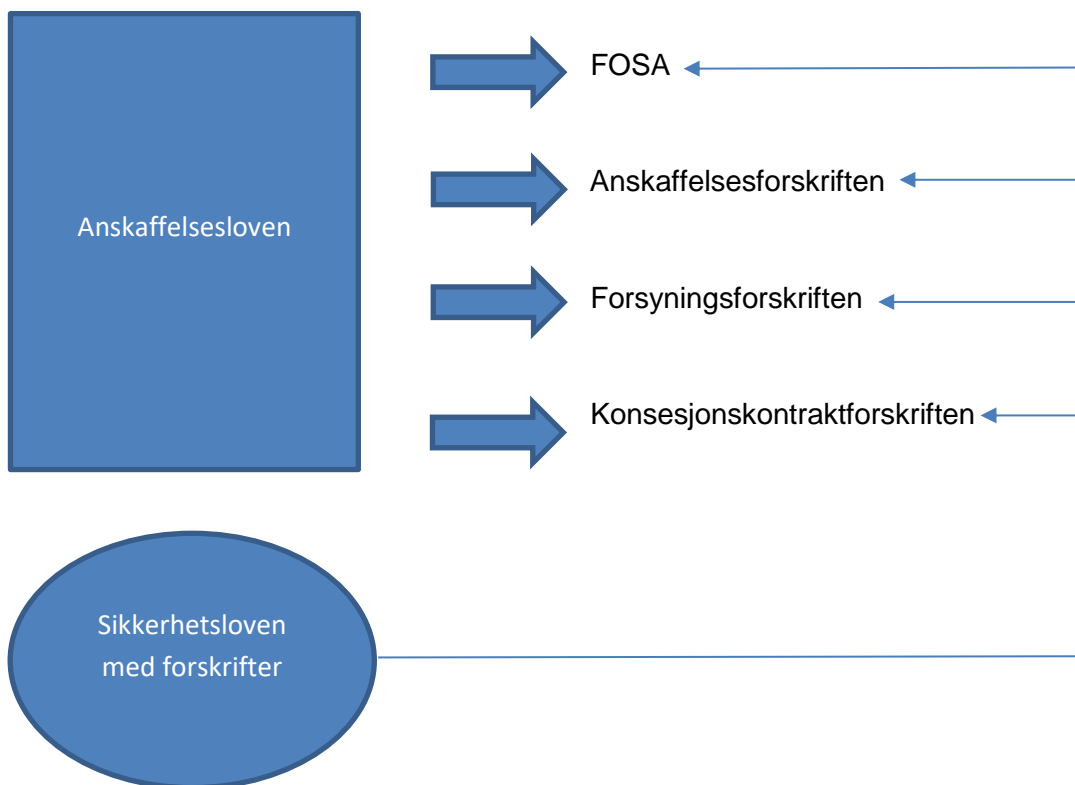 FOSA
Anskaffelsesforskriften
Anskaffelsesloven
Forsyningsforskriften
Konsesjonskontraktforskriften
Sikkerhetsloven
med forskrifter